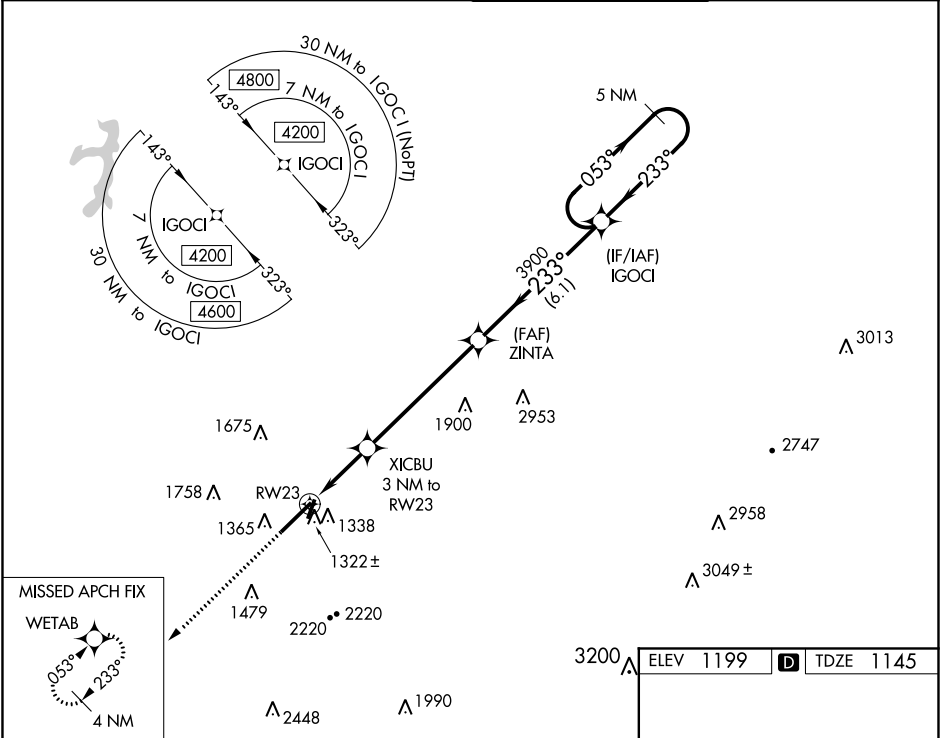 30 NM to IGOCI (NoPT)
4800
7 NM to IGOCI
143°
4200
IGOCI
323°
143°
IGOCI
4200
7 NM to IGOCI
323°
4600
30 NM to IGOCI
5 NM
053°
233°
(IF/IAF)
IGOCI
3900
233°
(6.1)
(FAF)
ZINTA
3013
1900
2953
1675
2747
XICBU
3 NM to
RW23
1758
RW23
1365
1338
2958
1322±
3049±
MISSED APCH FIX
WETAB
053°
233°
4 NM
1479
2220
2220
3200
ELEV 1199 D TDZE 1145
2448
1990